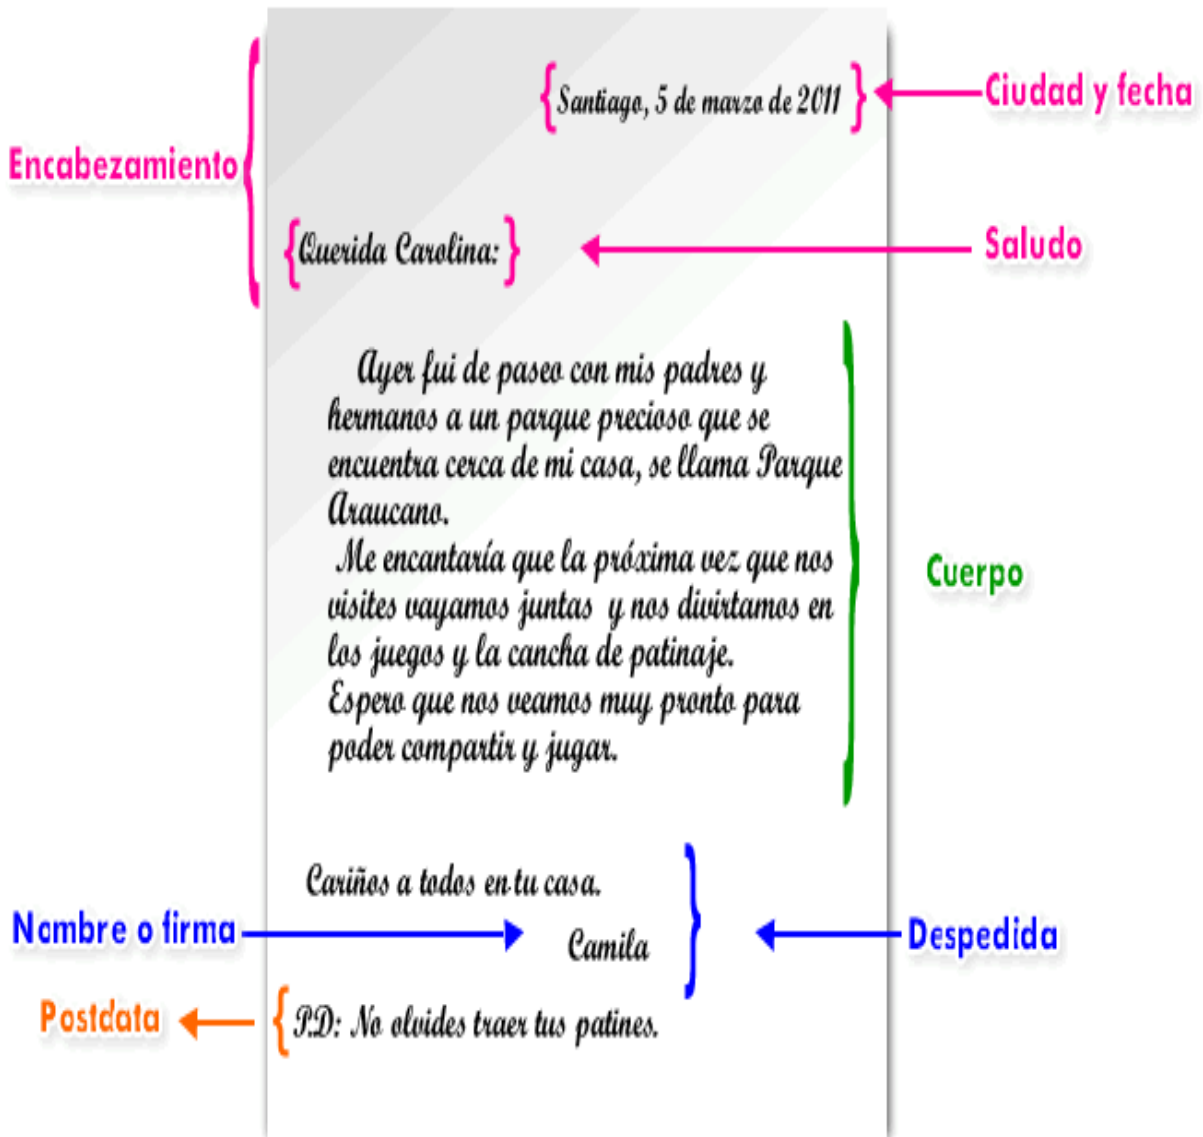 Santiago, 5 de marzo de 2011
Ciudad y fecha
Encabezamiento
Querida Carolina:
Saludo
Ayer fui de paseo con mis padres y
hermanos a un parque precioso que se
encuentra cerca de mi casa, se llama Parque
Araucano.
Me encantaría que la próxima vez que nos
visites vayamos juntas y nos divirtamos en
los juegos y la cancha de patinaje.
Espero que nos veamos muy pronto para
poder compartir y jugar.
Cuerpo
Cariños a todos en tu casa.
Nombre o firma
Camila
Despedida
Postdata
P.D: No olvides traer tus patines.